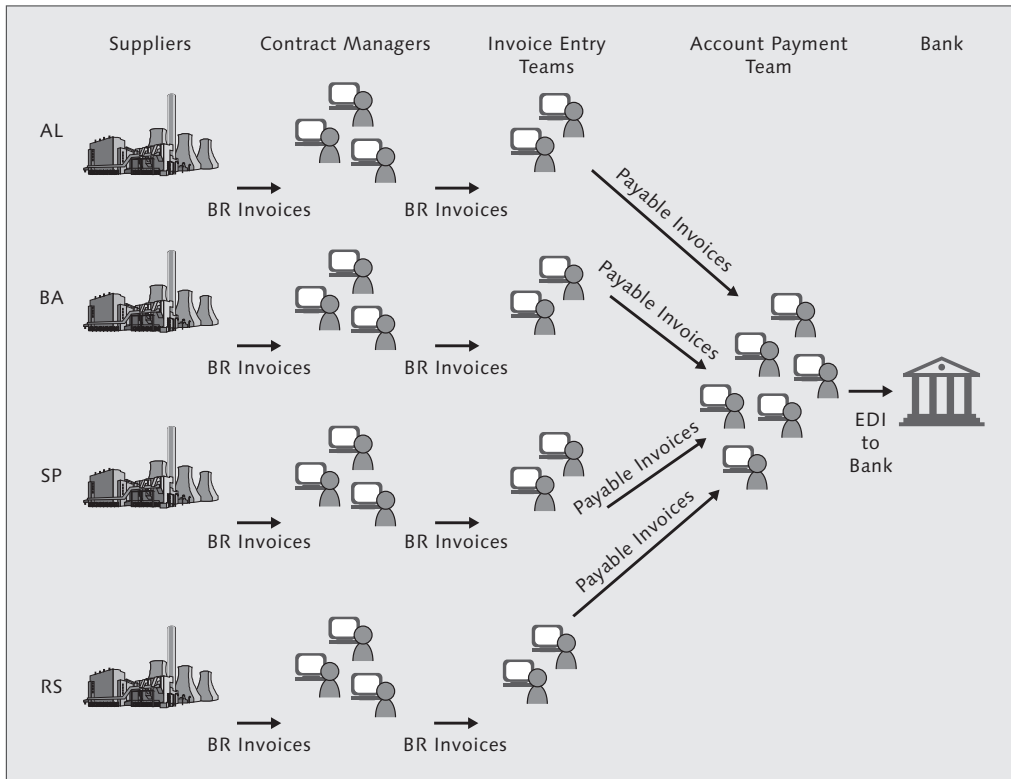 Suppliers
Contract Managers
Invoice Entry
Teams
Account Payment
Team
Bank
AL
BR Invoices
BR Invoices
Payable Invoices
BA
BR Invoices
BR Invoices
Payable Invoices
EDI
to
Bank
SP
BR Invoices
BR Invoices
Payable Invoices
RS
BR Invoices
BR Invoices
Payable Invoices